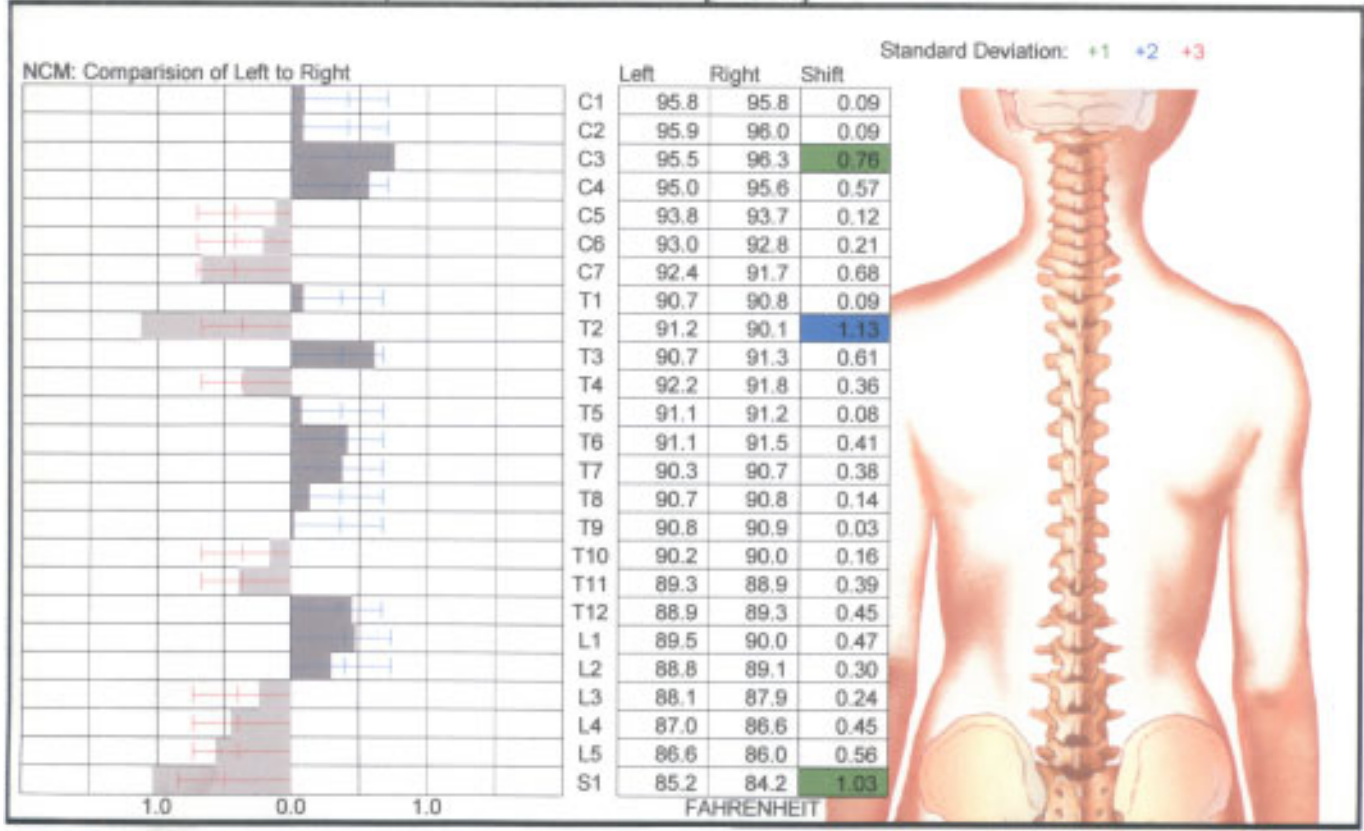 Standard Deviation: +1 +2 +3
NCM: Comparision of Left to Right
Left Right Shift
C1 95.8 95.8 0.09
C2 95.9 96.0 0.09
C3 95.5 96.3 0.76
C4 95.0 95.6 0.57
C5 93.8 93.7 0.12
C6 93.0 92.8 0.21
C7 92.4 91.7 0.68
T1 90.7 90.8 0.09
T2 91.2 90.1 1.13
T3 90.7 91.3 0.61
T4 92.2 91.8 0.36
T5 91.1 91.2 0.08
T6 91.1 91.5 0.41
T7 90.3 90.7 0.38
T8 90.7 90.8 0.14
T9 90.8 90.9 0.03
T10 90.2 90.0 0.16
T11 89.3 88.9 0.39
T12 88.9 89.3 0.45
L1 89.5 90.0 0.47
L2 88.8 89.1 0.30
L3 88.1 87.9 0.24
L4 87.0 86.6 0.45
L5 86.6 86.0 0.56
S1 85.2 84.2 1.03
1.0 0.0 1.0 FAHRENHEIT